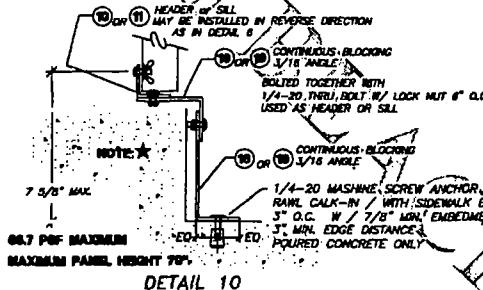 10 OR 11 HEADER or SILL
MAY BE INSTALLED IN REVERSE DIRECTION
AS IN DETAIL 6
OR CONTINUOUS BLOCKING
3/16 ANGLE
BOLTED TOGETHER WITH
1/4-20 THRU BOLT W/ LOCK NUT 6" O.C.
USED AS HEADER OR SILL
NOTE: ★
OR CONTINUOUS BLOCKING
3/16 ANGLE
7 5/8" MAX.
1/4-20 MASHINE SCREW ANCHOR
RAWL CALK-IN / WITH SIDEWALK
3" O.C. W / 7/8" MIN. EMBEDME
3" MIN. EDGE DISTANCE
POURED CONCRETE ONLY
ED ED
66.7 PSF MAXIMUM
MAXIMUM PANEL HEIGHT 79".
DETAIL 10